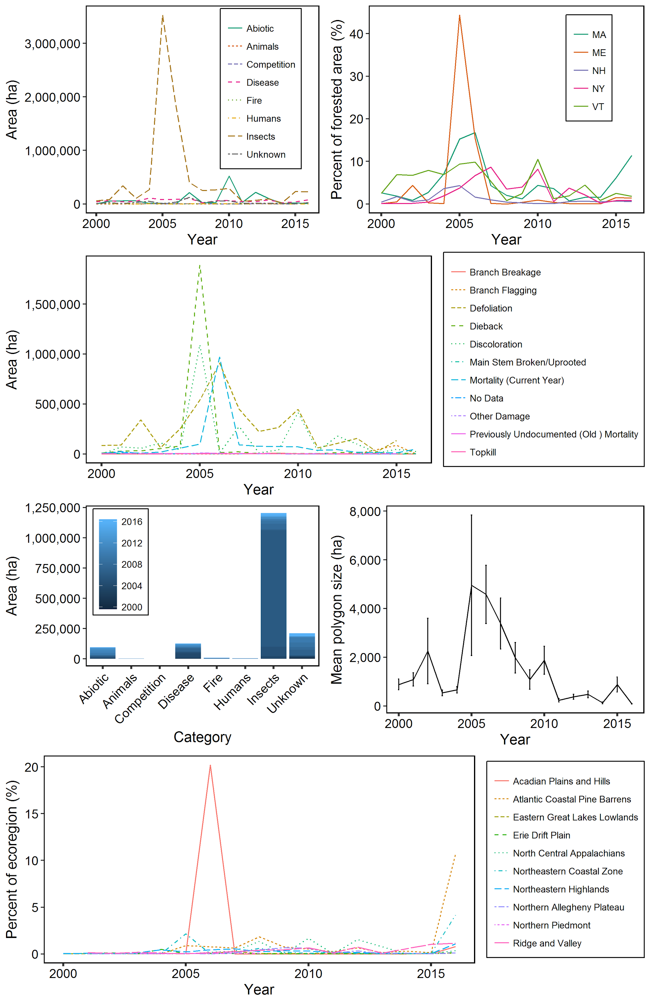 Area (ha)
3,000,000
2,000,000
1,000,000
0
2000
2005
2010
2015
Year
Abiotic
Animals
Competition
Disease
Fire
Humans
Insects
Unknown
Percent of forested area (%)
40
30
20
10
0
2000
2005
2010
2015
Year
MA
ME
NH
NY
VT
Area (ha)
1,500,000
1,000,000
500,000
0
2000
2005
2010
2015
Year
Branch Breakage
Branch Flagging
Defoliation
Dieback
Discoloration
Main Stem Broken/Uprooted
Mortality (Current Year)
No Data
Other Damage
Previously Undocumented (Old ) Mortality
Topkill
Area (ha)
1,250,000
1,000,000
750,000
500,000
250,000
0
2016
2012
2008
2004
2000
Abiotic
Animals
Competition
Disease
Fire
Humans
Insects
Unknown
Category
Mean polygon size (ha)
8,000
6,000
4,000
2,000
0
2000
2005
2010
2015
Year
Percent of ecoregion (%)
20
15
10
5
0
2000
2005
2010
2015
Year
Acadian Plains and Hills
Atlantic Coastal Pine Barrens
Eastern Great Lakes Lowlands
Erie Drift Plain
North Central Appalachians
Northeastern Coastal Zone
Northeastern Highlands
Northern Allegheny Plateau
Northern Piedmont
Ridge and Valley